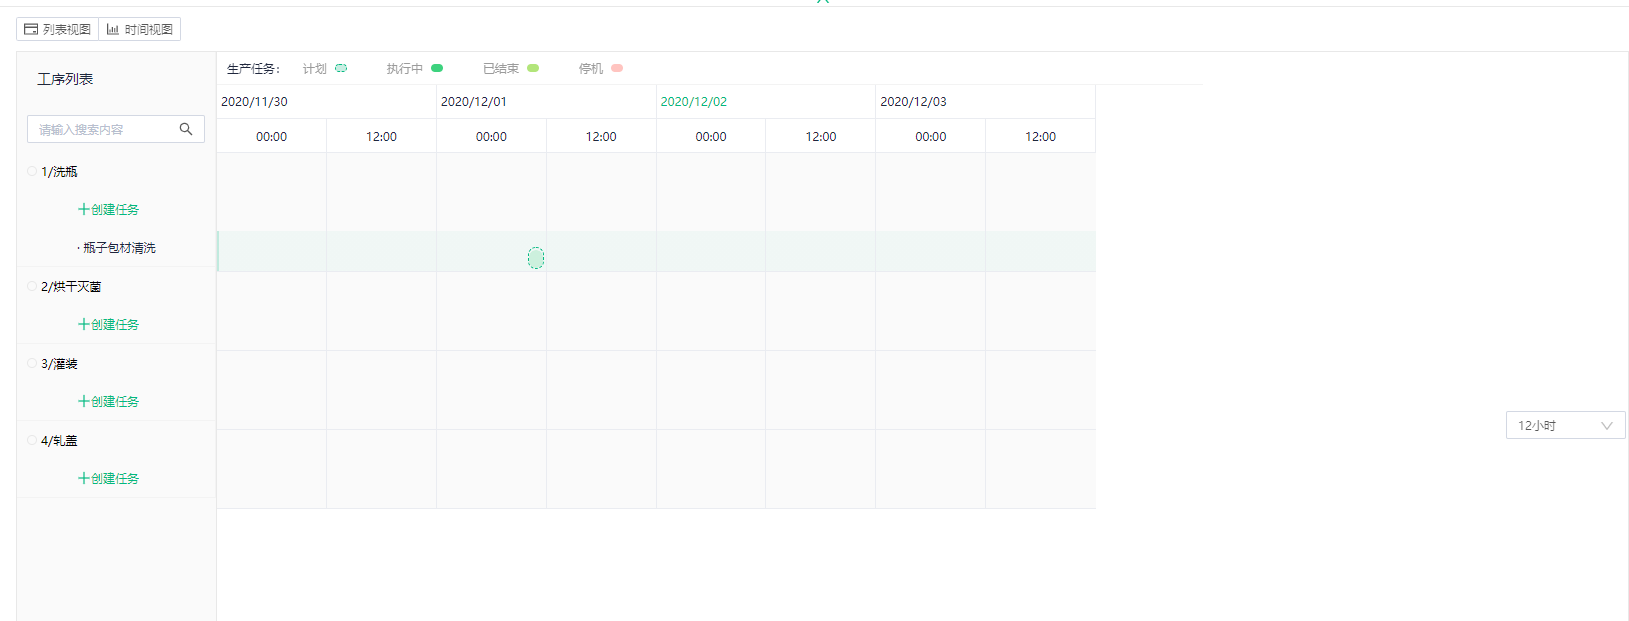 列表视图 时间视图
工序列表
生产任务： 计划 执行中 已结束 停机
2020/11/30 2020/12/01 2020/12/02 2020/12/03
请输入搜索内容
00:00 12:00 00:00 12:00 00:00 12:00 00:00 12:00
1/洗瓶
+创建任务
· 瓶子包材清洗
2/烘干灭菌
+创建任务
3/灌装
+创建任务
12小时
4/轧盖
+创建任务